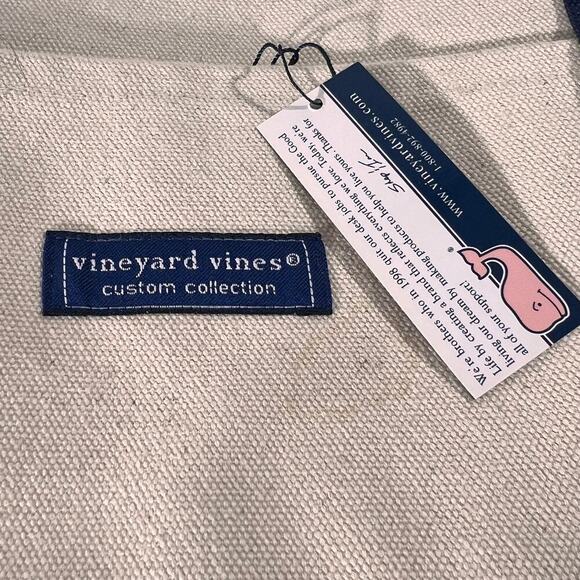 vineyard vines®
custom collection
www.vineyardvines.com
1-800-892-4982
We're brothers who in 1998 quit our desk jobs to pursue the Good
Life by creating a brand that reflects everything we love. Today, we're
living our dream by making products to help you live yours. Thanks for
all of your support!
®